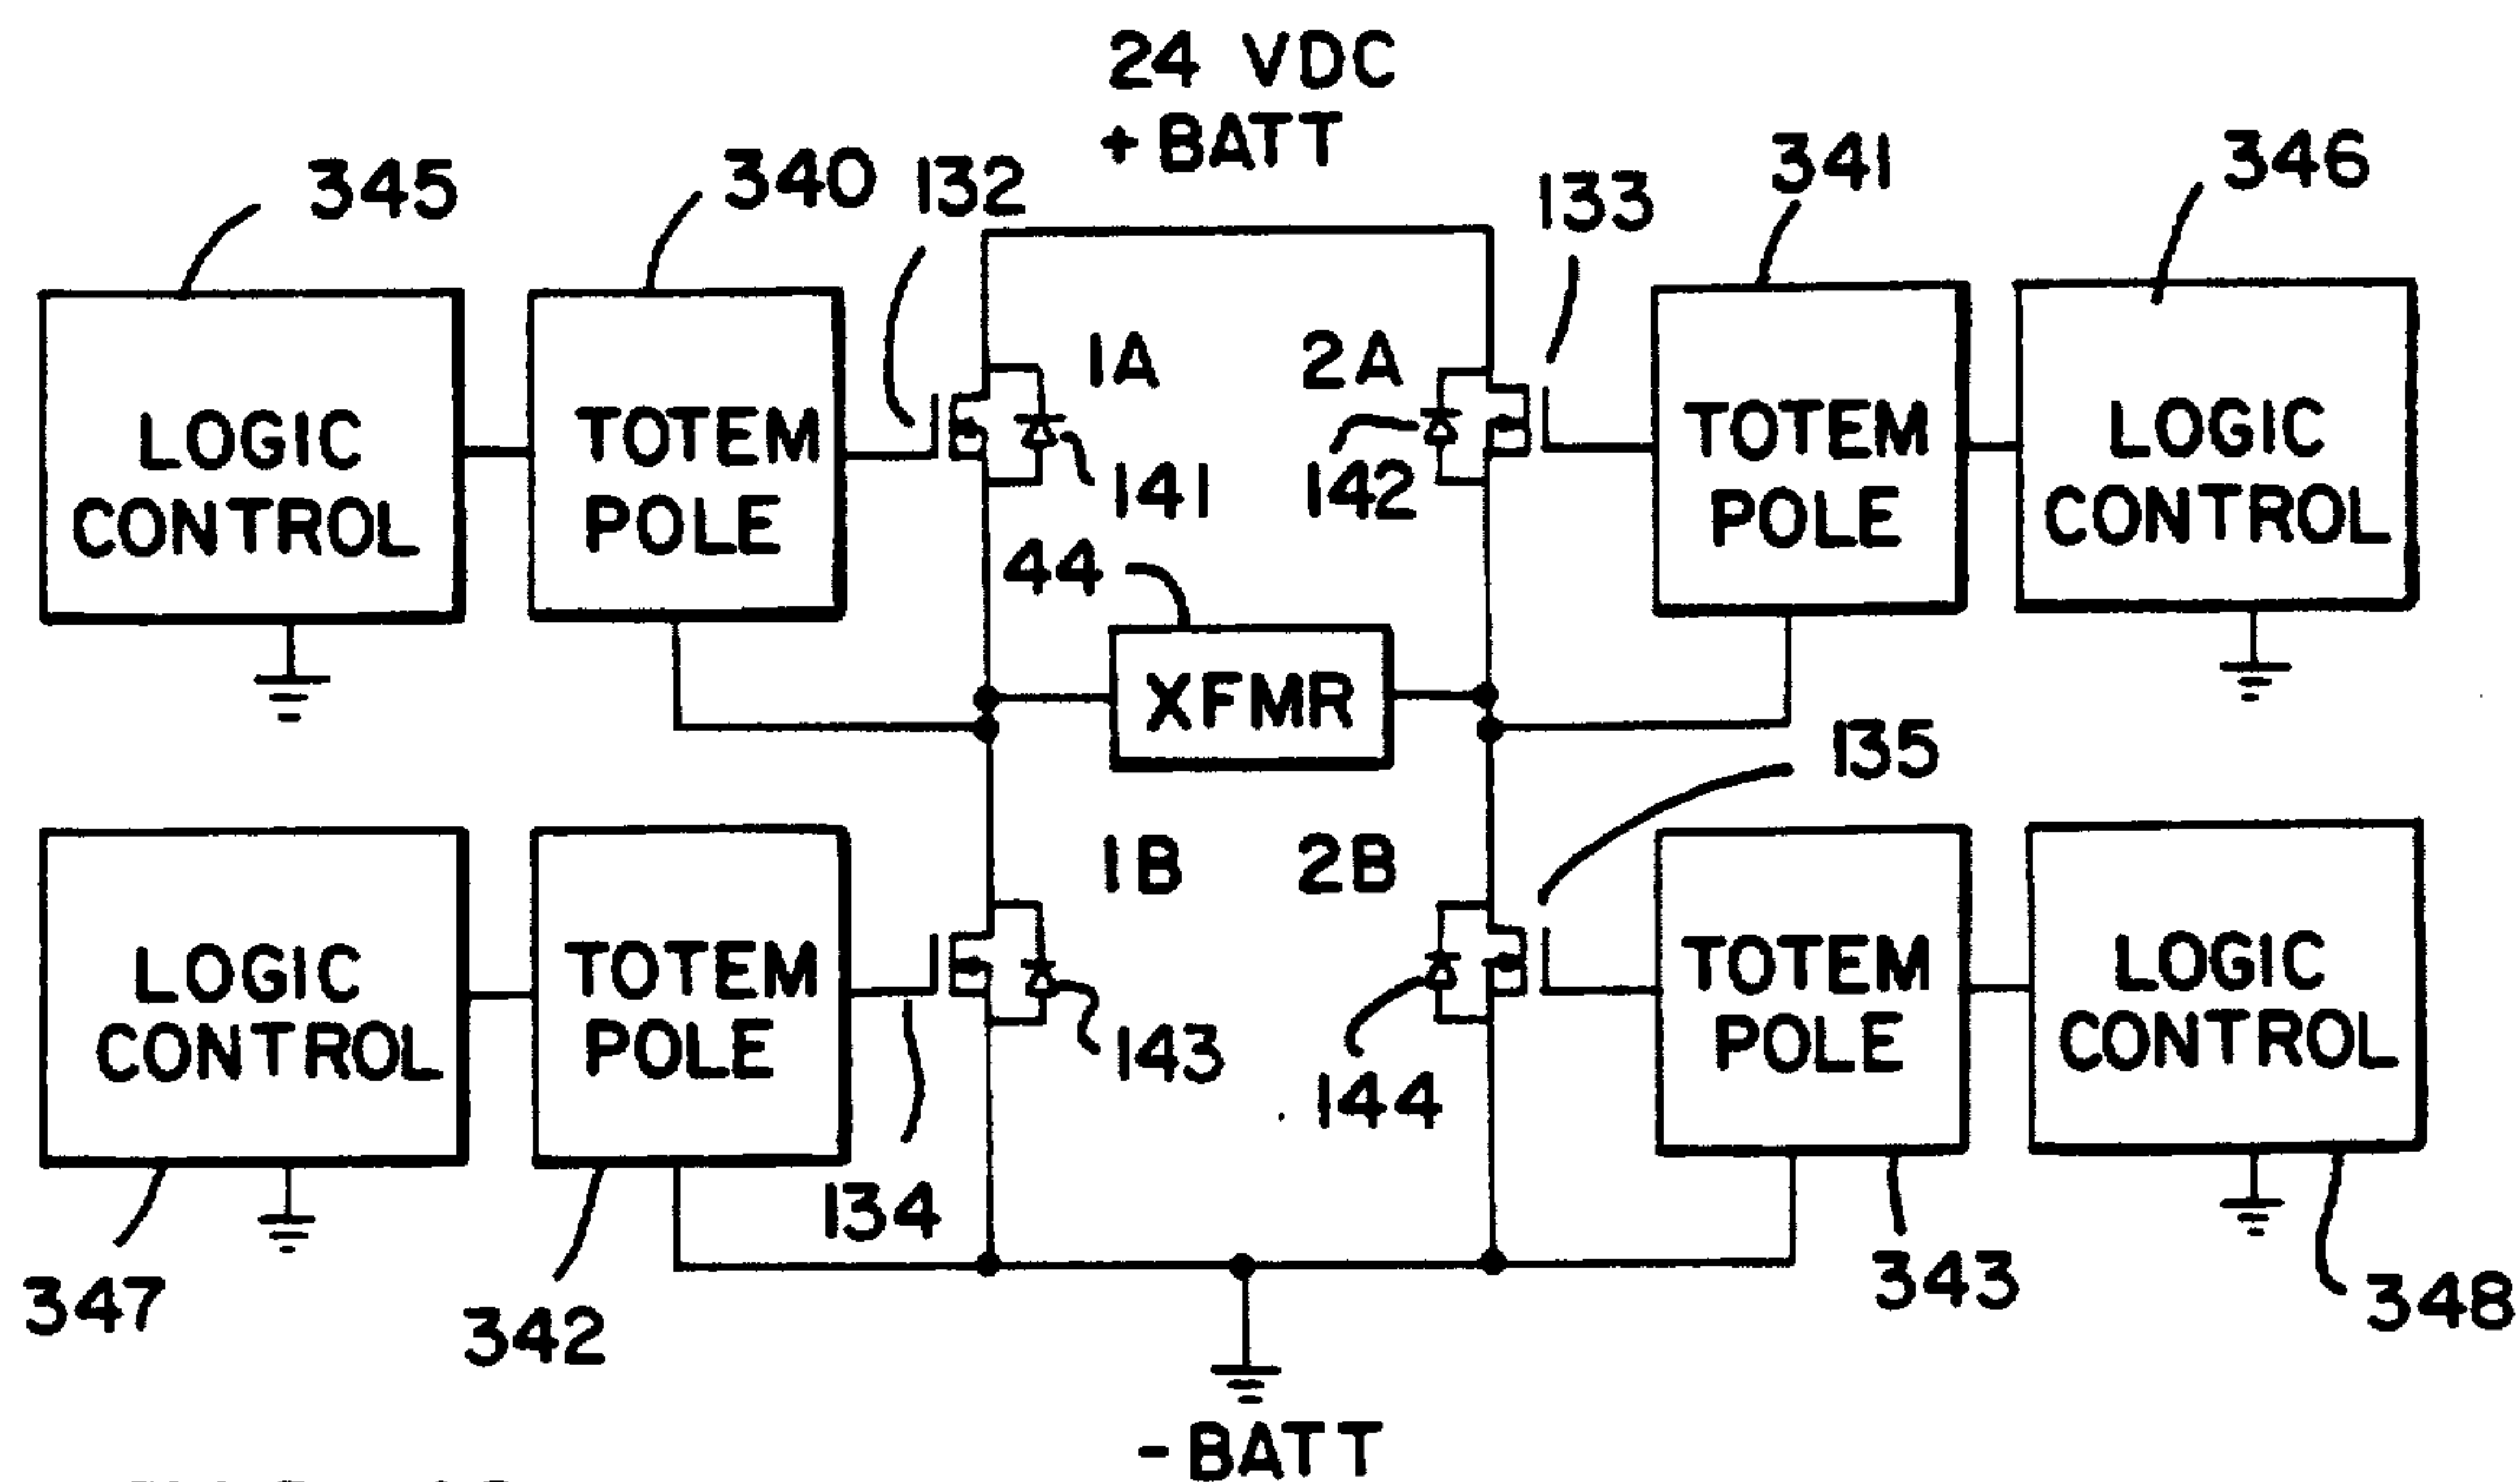 24 VDC
+ BATT
345
340
132
133
341
346
LOGIC
CONTROL
TOTEM
POLE
1A
2A
TOTEM
POLE
LOGIC
CONTROL
141
142
44
XFMR
135
1B
2B
LOGIC
CONTROL
TOTEM
POLE
TOTEM
POLE
LOGIC
CONTROL
143
144
134
347
342
343
348
- BATT